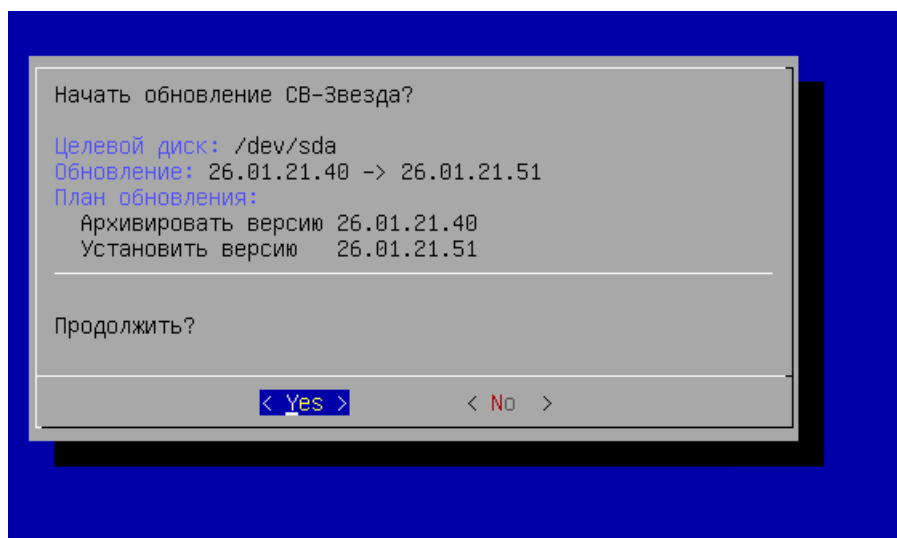 Начать обновление СВ-Звезда?
Целевой диск: /dev/sda
Обновление: 26.01.21.40 -> 26.01.21.51
План обновления:
Архивировать версию 26.01.21.40
Установить версию 26.01.21.51
Продолжить?
< Yes > < No >